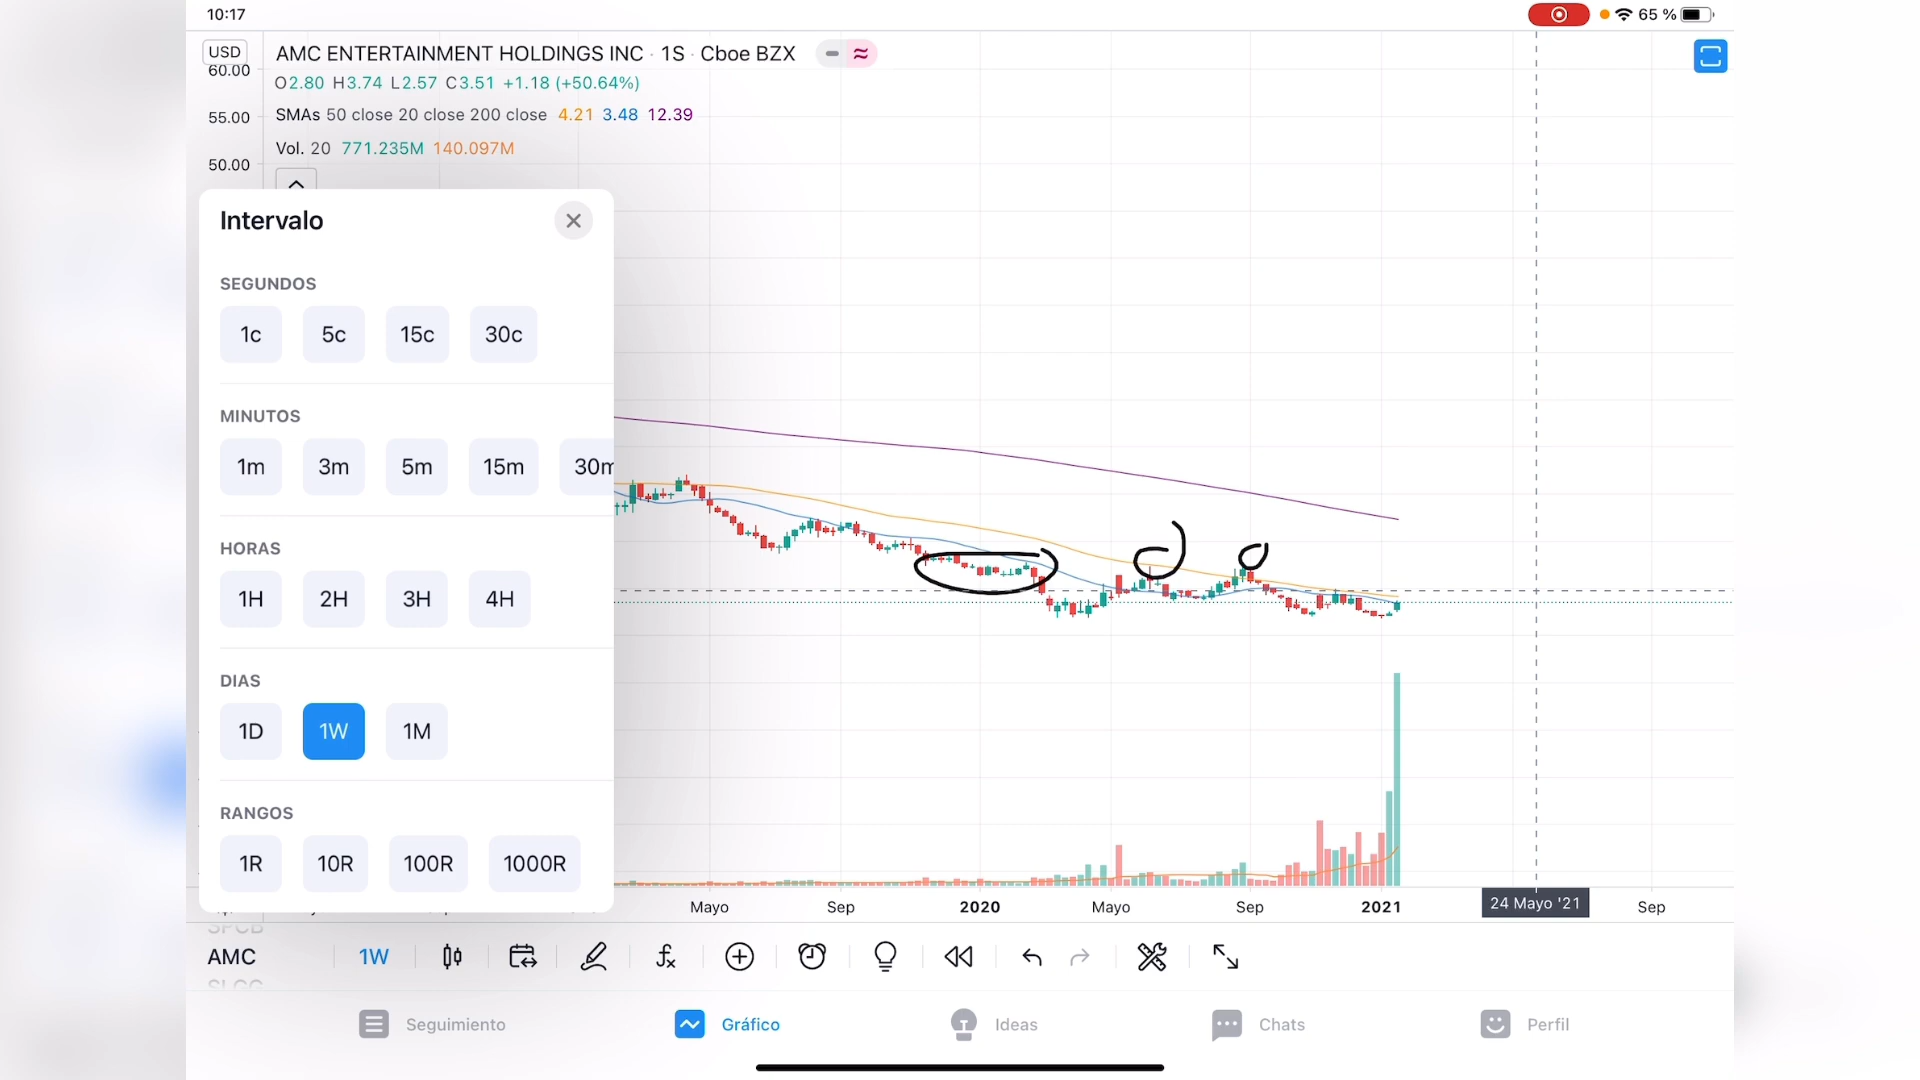 10:17
65 %
USD
AMC ENTERTAINMENT HOLDINGS INC · 1S · Cboe BZX
O2.80 H3.74 L2.57 C3.51 +1.18 (+50.64%)
SMAs 50 close 20 close 200 close 4.21 3.48 12.39
Vol. 20 771.235M 140.097M
60.00
55.00
50.00
Intervalo
SEGUNDOS
1c 5c 15c 30c
MINUTOS
1m 3m 5m 15m 30m
HORAS
1H 2H 3H 4H
DIAS
1D 1W 1M
RANGOS
1R 10R 100R 1000R
Mayo Sep 2020 Mayo Sep 2021 24 Mayo '21 Sep
AMC
1W
Seguimiento Gráfico Ideas Chats Perfil